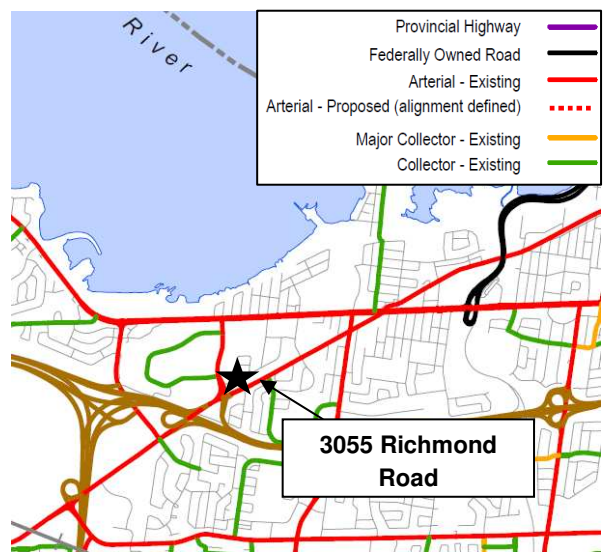 River
Provincial Highway
Federally Owned Road
Arterial - Existing
Arterial - Proposed (alignment defined)
Major Collector - Existing
Collector - Existing
3055 Richmond
Road